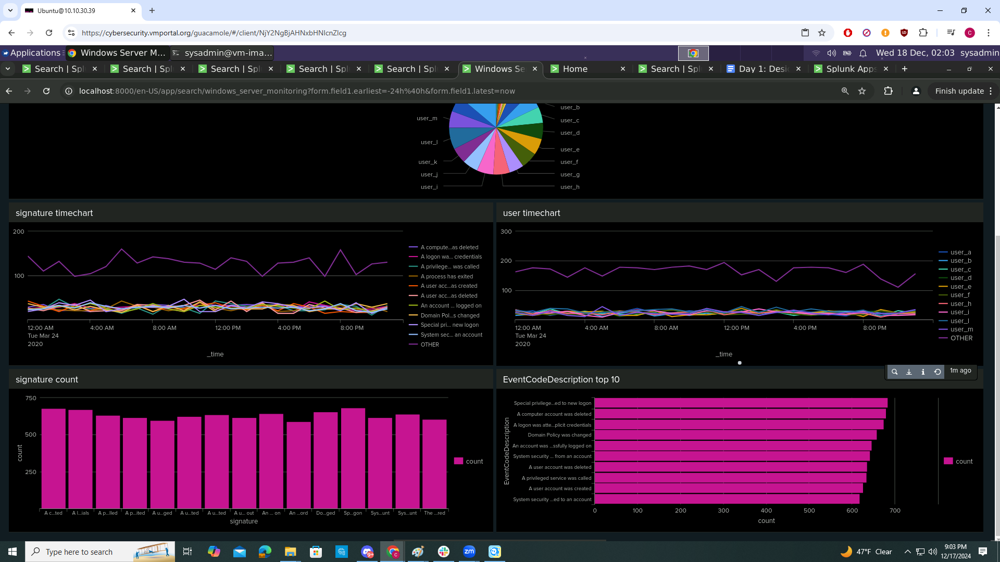 Ubuntu@10.10.30.39
https://cybersecurity.vmportal.org/guacamole/#/client/NjY2NgBjAHNxbHNlcnZlcg
Applications
Windows Server M...
sysadmin@vm-ima...
Wed 18 Dec, 02:03 sysadmin
Search | Spl
Search | Spl
Search | Spl
Search | Spl
Search | Spl
Windows Se
Home
Search | Spl
Day 1: Desi
Splunk Apps
localhost:8000/en-US/app/search/windows_server_monitoring?form.field1.earliest=-24h%40h&form.field1.latest=now
Finish update
user_m
user_l
user_k
user_j
user_i
user_b
user_c
user_d
user_e
user_f
user_g
user_h
signature timechart
200
100
12:00 AM
Tue Mar 24
2020
4:00 AM
8:00 AM
12:00 PM
4:00 PM
8:00 PM
_time
A compute...as deleted
A logon wa... credentials
A privilege... was called
A process has exited
A user acc...as created
A user acc...as deleted
An account ... logged on
Domain Pol...s changed
Special pri... new logon
System sec... an account
OTHER
user timechart
300
200
100
12:00 AM
Tue Mar 24
2020
4:00 AM
8:00 AM
12:00 PM
4:00 PM
8:00 PM
_time
user_a
user_b
user_c
user_d
user_e
user_f
user_h
user_i
user_l
user_m
OTHER
1m ago
signature count
750
500
250
count
A c...ted
A l...ials
A p...lled
A p...ited
A u...ged
A u...ted
A u...ted
A u... out
An ... on
An ...ord
Do...ged
Sp...gon
Sys...unt
Sys...unt
The ...red
signature
count
EventCodeDescription top 10
EventCodeDescription
Special privilege...ed to new logon
A computer account was deleted
A logon was atte...plicit credentials
Domain Policy was changed
An account was ...ssfully logged on
System security ... from an account
A user account was deleted
A privileged service was called
A user account was created
System security ...ed to an account
0
100
200
300
400
500
600
700
count
count
Type here to search
9+
zm
47°F Clear
9:03 PM
12/17/2024